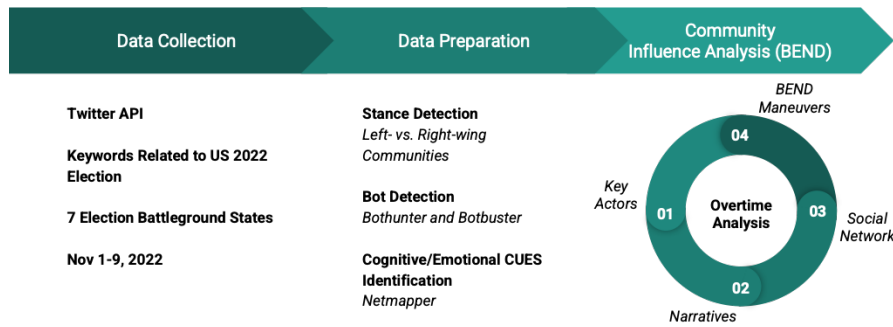 Data Collection
Data Preparation
Community
Influence Analysis (BEND)
Twitter API
Keywords Related to US 2022
Election
7 Election Battleground States
Nov 1-9, 2022
Stance Detection
Left- vs. Right-wing
Communities
Bot Detection
Bothunter and Botbuster
Cognitive/Emotional CUES
Identification
Netmapper
BEND
Maneuvers
04
Key
Actors
01
Overtime
Analysis
03
Social
Network
02
Narratives